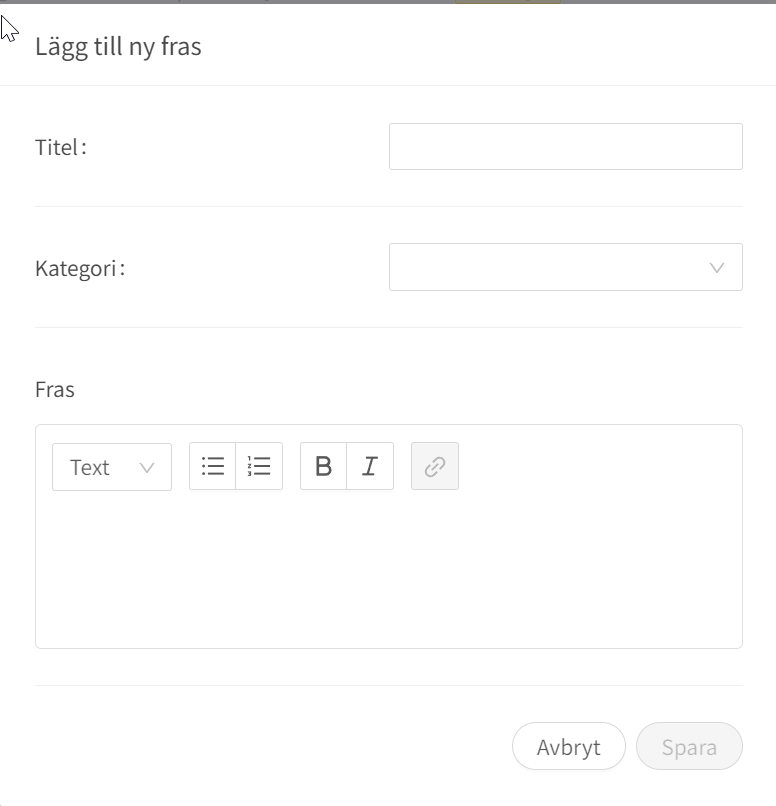 Lägg till ny fras
Titel:
Kategori:
Fras
Text
B I
Avbryt Spara